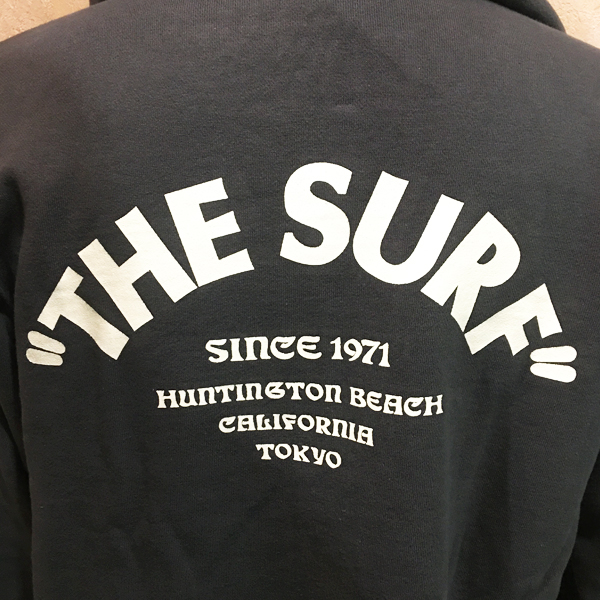 "THE SURF"
SINCE 1971
HUNTINGTON BEACH
CALIFORNIA
TOKYO